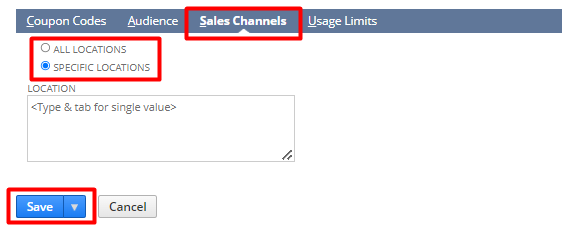 Coupon Codes Audience Sales Channels Usage Limits
ALL LOCATIONS
SPECIFIC LOCATIONS
LOCATION
<Type & tab for single value>
Save Cancel